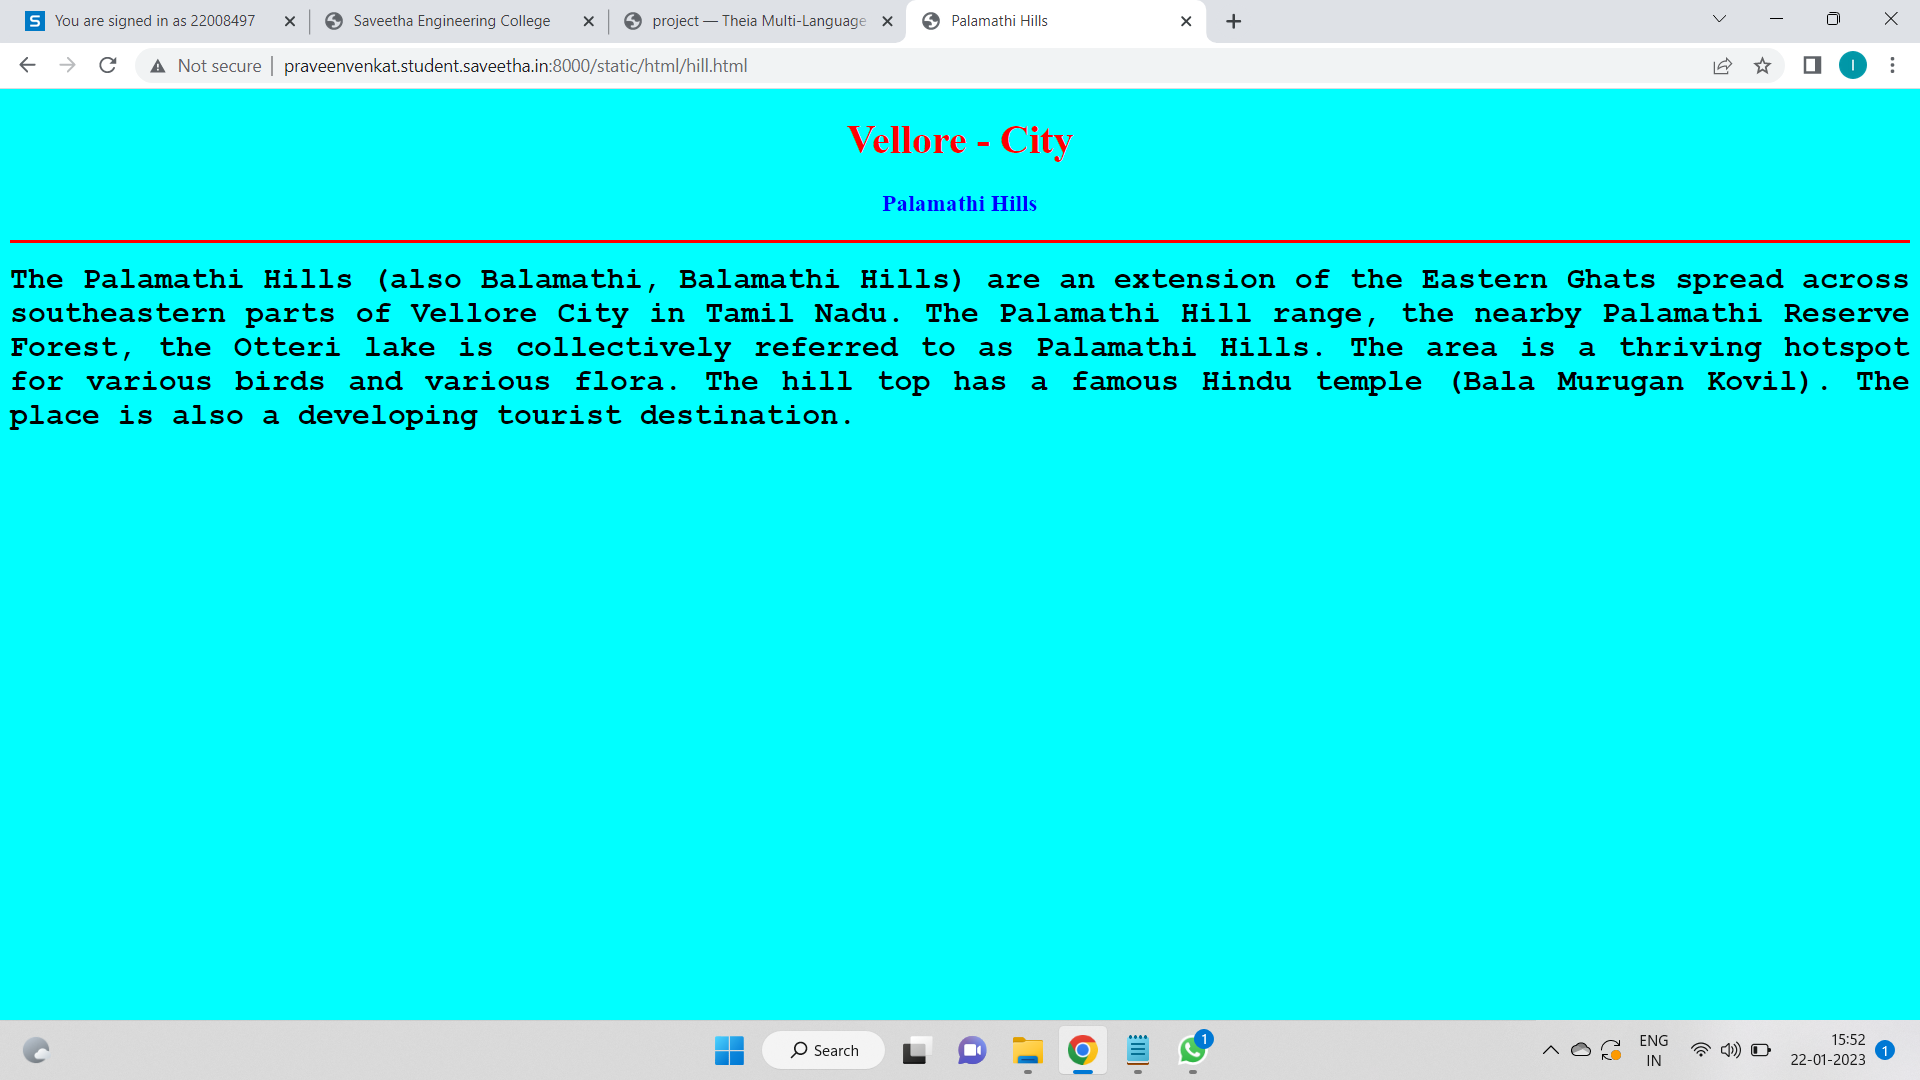 You are signed in as 22008497
Saveetha Engineering College
project — Theia Multi-Language
Palamathi Hills
Not secure
praveenvenkat.student.saveetha.in:8000/static/html/hill.html
I
Vellore - City
Palamathi Hills
The Palamathi Hills (also Balamathi, Balamathi Hills) are an extension of the Eastern Ghats spread across
southeastern parts of Vellore City in Tamil Nadu. The Palamathi Hill range, the nearby Palamathi Reserve
Forest, the Otteri lake is collectively referred to as Palamathi Hills. The area is a thriving hotspot
for various birds and various flora. The hill top has a famous Hindu temple (Bala Murugan Kovil). The
place is also a developing tourist destination.
Search
1
ENG
IN
15:52
22-01-2023
1